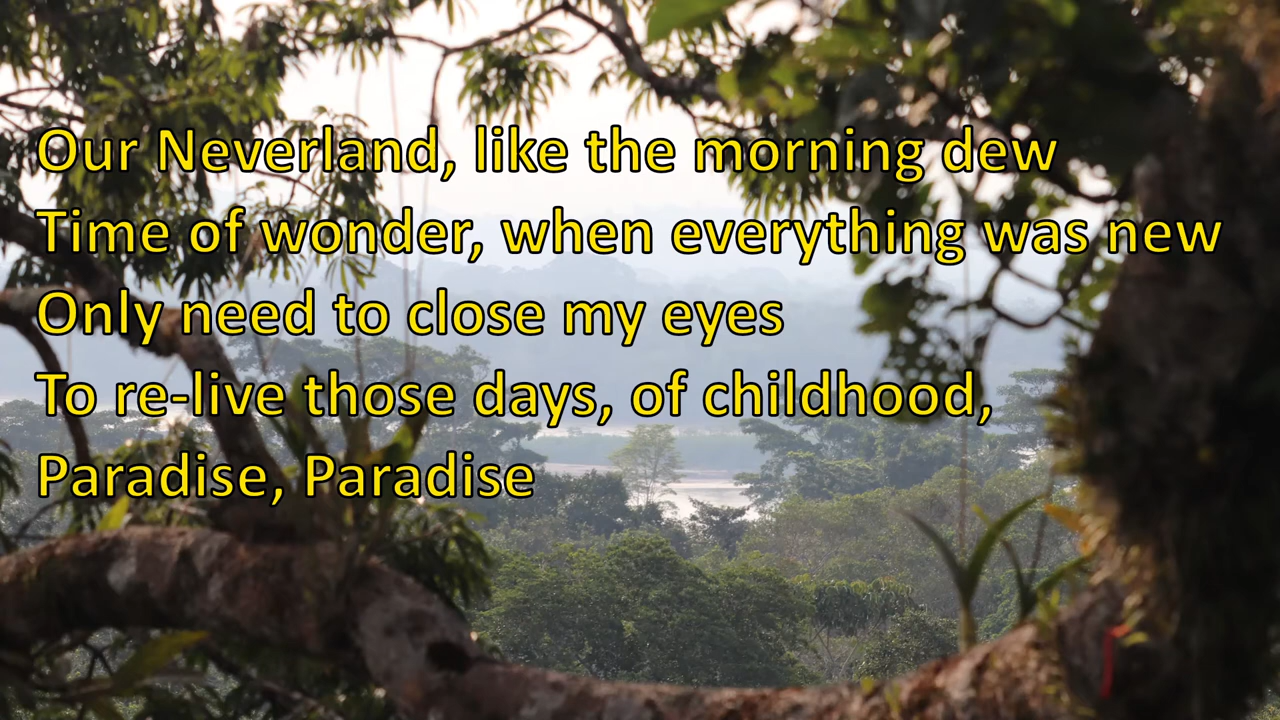 Our Neverland, like the morning dew
Time of wonder, when everything was new
Only need to close my eyes
To re-live those days, of childhood,
Paradise, Paradise